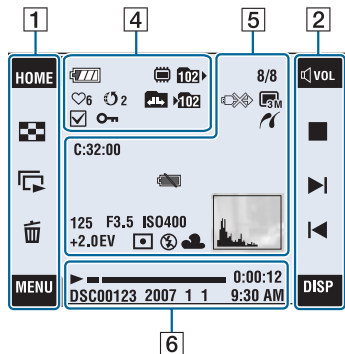 1 4 5 2
HOME
102 8/8
VOL
6 2 102 3M
C:32:00
125 F3.5 ISO400
+2.0EV
MENU
0:00:12
DISP
DSC00123 2007 1 1 9:30 AM
6